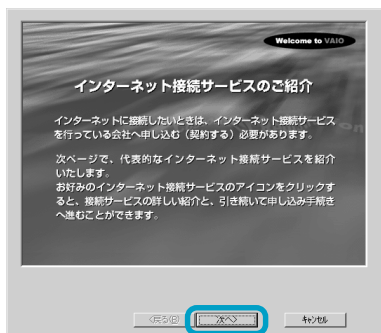 Welcome to VAIO
インターネット接続サービスのご紹介
インターネットに接続したいときは、インターネット接続サービス
を行っている会社へ申し込む（契約する）必要があります。
次ページで、代表的なインターネット接続サービスを紹介
いたします。
お好みのインターネット接続サービスのアイコンをクリックす
ると、接続サービスの詳しい紹介と、引き続いて申し込み手続き
へ進むことができます。
<戻る(B)
次へ>
キャンセル